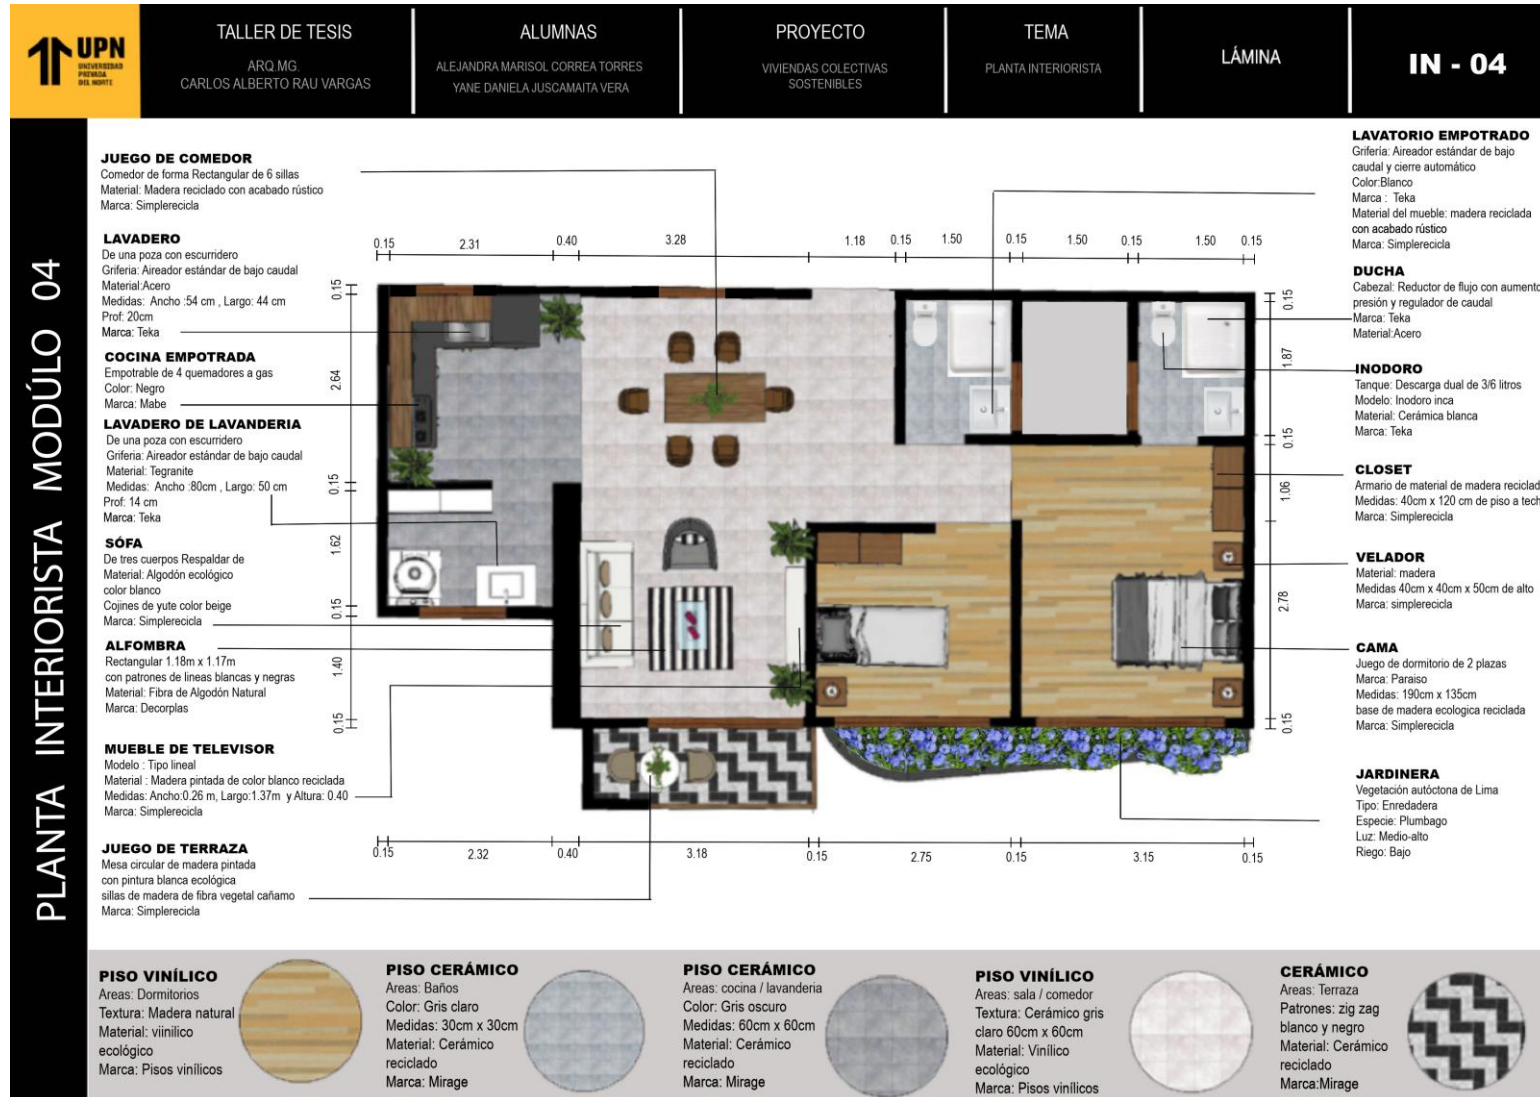 UPN
UNIVERSIDAD
PRIVADA
DEL NORTE
TALLER DE TESIS
ARQ.MG.
CARLOS ALBERTO RAU VARGAS
ALUMNAS
ALEJANDRA MARISOL CORREA TORRES
YANE DANIELA JUSCAMAITA VERA
PROYECTO
VIVIENDAS COLECTIVAS
SOSTENIBLES
TEMA
PLANTA INTERIORISTA
LÁMINA
IN - 04
PLANTA INTERIORISTA MODÚLO 04
JUEGO DE COMEDOR
Comedor de forma Rectangular de 6 sillas
Material: Madera reciclado con acabado rústico
Marca: Simplerecicla
LAVADERO
De una poza con escurridero
Griferia: Aireador estándar de bajo caudal
Material:Acero
Medidas: Ancho :54 cm , Largo: 44 cm
Prof: 20cm
Marca: Teka
COCINA EMPOTRADA
Empotrable de 4 quemadores a gas
Color: Negro
Marca: Mabe
LAVADERO DE LAVANDERIA
De una poza con escurridero
Griferia: Aireador estándar de bajo caudal
Material: Tegranite
Medidas: Ancho :80cm , Largo: 50 cm
Prof: 14 cm
Marca: Teka
SÓFA
De tres cuerpos Respaldar de
Material: Algodón ecológico
color blanco
Cojines de yute color beige
Marca: Simplerecicla
ALFOMBRA
Rectangular 1.18m x 1.17m
con patrones de lineas blancas y negras
Material: Fibra de Algodón Natural
Marca: Decorplas
MUEBLE DE TELEVISOR
Modelo : Tipo lineal
Material : Madera pintada de color blanco reciclada
Medidas: Ancho:0.26 m, Largo:1.37m y Altura: 0.40
Marca: Simplerecicla
JUEGO DE TERRAZA
Mesa circular de madera pintada
con pintura blanca ecológica
sillas de madera de fibra vegetal cañamo
Marca: Simplerecicla
0.15 2.31 0.40 3.28 1.18 0.15 1.50 0.15 1.50 0.15 1.50 0.15
0.15
2.64
0.15
1.62
0.15
1.40
0.15
0.15
1.87
0.15
1.06
2.78
0.15
0.15 2.32 0.40 3.18 0.15 2.75 0.15 3.15 0.15
LAVATORIO EMPOTRADO
Griferia: Aireador estándar de bajo
caudal y cierre automático
Color:Blanco
Marca : Teka
Material del mueble: madera reciclada
con acabado rústico
Marca: Simplerecicla
DUCHA
Cabezal: Reductor de flujo con aumento
presión y regulador de caudal
Marca: Teka
Material:Acero
INODORO
Tanque: Descarga dual de 3/6 litros
Modelo: Inodoro inca
Material: Cerámica blanca
Marca: Teka
CLOSET
Armario de material de madera reciclad
Medidas: 40cm x 120 cm de piso a tech
Marca: Simplerecicla
VELADOR
Material: madera
Medidas 40cm x 40cm x 50cm de alto
Marca: simplerecicla
CAMA
Juego de dormitorio de 2 plazas
Marca: Paraiso
Medidas: 190cm x 135cm
base de madera ecologica reciclada
Marca: Simplerecicla
JARDINERA
Vegetación autóctona de Lima
Tipo: Enredadera
Especie: Plumbago
Luz: Medio-alto
Riego: Bajo
PISO VINÍLICO
Areas: Dormitorios
Textura: Madera natural
Material: viinilico
ecológico
Marca: Pisos vinílicos
PISO CERÁMICO
Areas: Baños
Color: Gris claro
Medidas: 30cm x 30cm
Material: Cerámico
reciclado
Marca: Mirage
PISO CERÁMICO
Areas: cocina / lavanderia
Color: Gris oscuro
Medidas: 60cm x 60cm
Material: Cerámico
reciclado
Marca: Mirage
PISO VINÍLICO
Areas: sala / comedor
Textura: Cerámico gris
claro 60cm x 60cm
Material: Vinílico
ecológico
Marca: Pisos vinílicos
CERÁMICO
Areas: Terraza
Patrones: zig zag
blanco y negro
Material: Cerámico
reciclado
Marca:Mirage